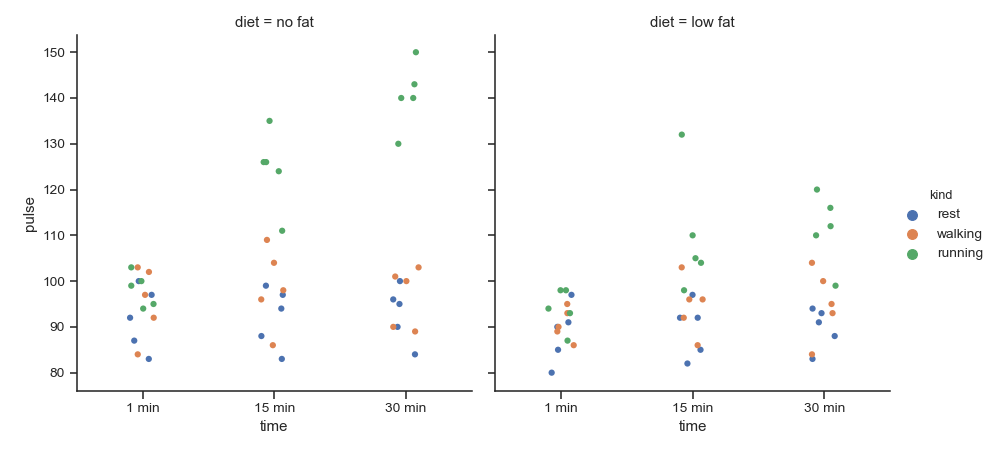 diet = no fat
diet = low fat
150
140
130
120
110
100
90
80
pulse
1 min
15 min
30 min
time
1 min
15 min
30 min
time
kind
rest
walking
running